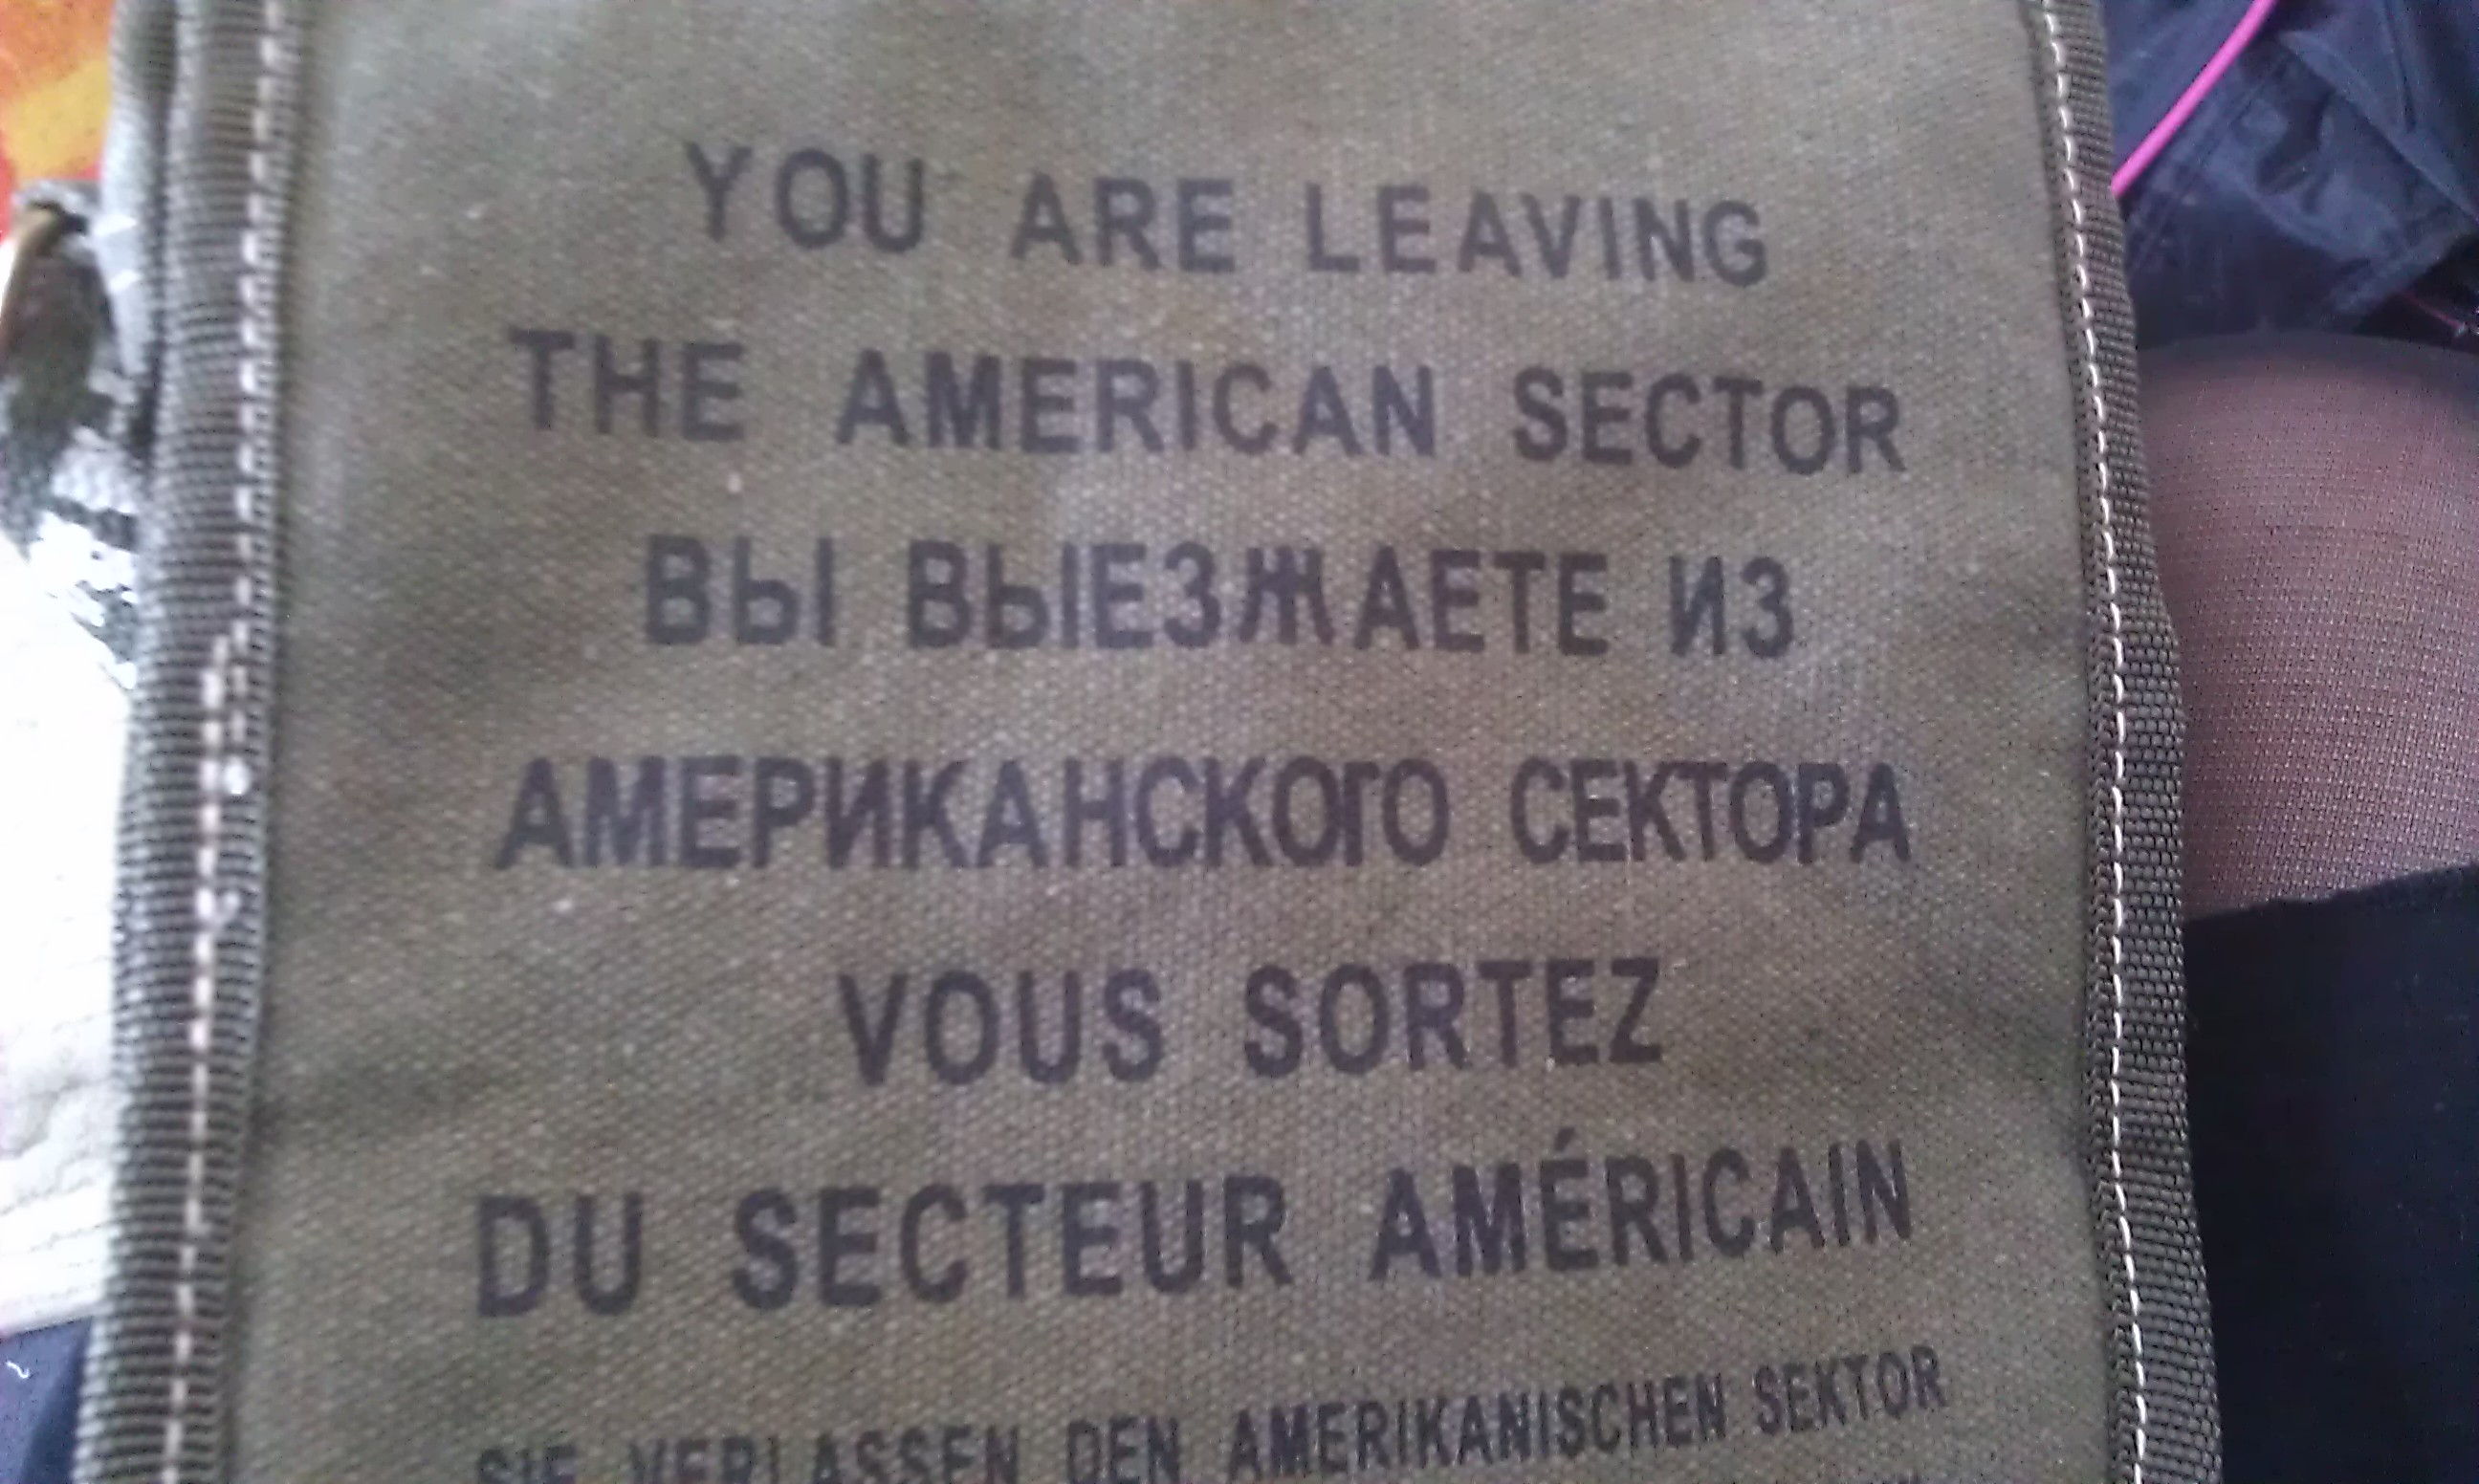 YOU ARE LEAVING
THE AMERICAN SECTOR
ВЫ ВЫЕЗЖАЕТЕ ИЗ
АМЕРИКАНСКОГО СЕКТОРА
VOUS SORTEZ
DU SECTEUR AMÉRICAIN
SIE VERLASSEN DEN AMERIKANISCHEN SEKTOR